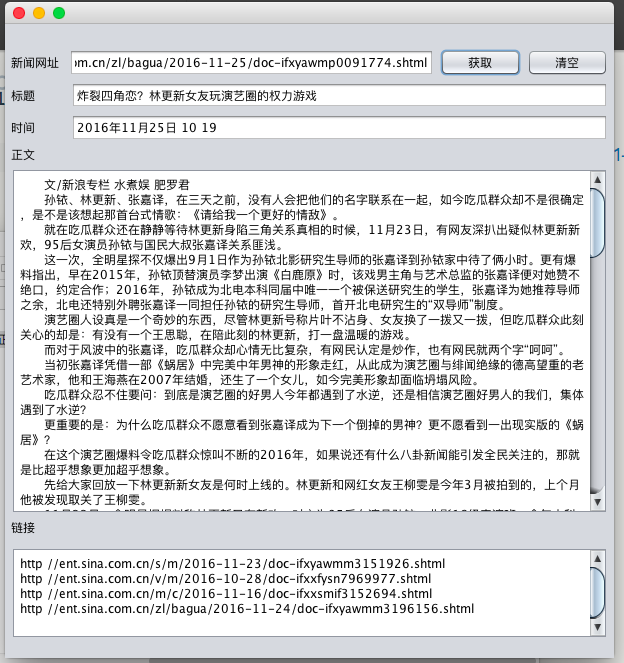 新闻网址
om.cn/zl/bagua/2016-11-25/doc-ifxyawmp0091774.shtml
获取
清空
标题
炸裂四角恋？林更新女友玩演艺圈的权力游戏
时间
2016年11月25日 10 19
正文
文/新浪专栏 水煮娱 肥罗君
孙铱、林更新、张嘉译，在三天之前，没有人会把他们的名字联系在一起，如今吃瓜群众却不是很确定
，是不是该想起那首台式情歌：《请给我一个更好的情敌》。
就在吃瓜群众还在静静等待林更新身陷三角关系真相的时候，11月23日，有网友深扒出疑似林更新新
欢，95后女演员孙铱与国民大叔张嘉译关系匪浅。
这一次，全明星探不仅爆出9月1日作为孙铱北影研究生导师的张嘉译到孙铱家中待了俩小时。更有爆
料指出，早在2015年，孙铱顶替演员李梦出演《白鹿原》时，该戏男主角与艺术总监的张嘉译便对她赞不
绝口，约定合作；2016年，孙铱成为北电本科同届中唯一一个被保送研究生的学生，张嘉译为她推荐导师
之余，北电还特别外聘张嘉译一同担任孙铱的研究生导师，首开北电研究生的“双导师”制度。
演艺圈人设真是一个奇妙的东西，尽管林更新号称片叶不沾身、女友换了一拨又一拨，但吃瓜群众此刻
关心的却是：有没有一个王思聪，在陪此刻的林更新，打一盘温暖的游戏。
而对于风波中的张嘉译，吃瓜群众却心情无比复杂，有网民认定是炒作，也有网民就两个字“呵呵”。
当初张嘉译凭借一部《蜗居》中完美中年男神的形象走红，从此成为演艺圈与绯闻绝缘的德高望重的老
艺术家，他和王海燕在2007年结婚，还生了一个女儿，如今完美形象却面临坍塌风险。
吃瓜群众忍不住要问：到底是演艺圈的好男人今年都遇到了水逆，还是相信演艺圈好男人的我们，集体
遇到了水逆？
更重要的是：为什么吃瓜群众不愿意看到张嘉译成为下一个倒掉的男神？更不愿看到一出现实版的《蜗
居》？
在这个演艺圈爆料令吃瓜群众惊叫不断的2016年，如果说还有什么八卦新闻能引发全民关注的，那就
是比超乎想象更加超乎想象。
先给大家回放一下林更新新女友是何时上线的。林更新和网红女友王柳雯是今年3月被拍到的，上个月
他被发现取关了王柳雯。
链接
http //ent.sina.com.cn/s/m/2016-11-23/doc-ifxyawmm3151926.shtml
http //ent.sina.com.cn/v/m/2016-10-28/doc-ifxxfysn7969977.shtml
http //ent.sina.com.cn/m/c/2016-11-16/doc-ifxxsmif3152694.shtml
http //ent.sina.com.cn/zl/bagua/2016-11-24/doc-ifxyawmm3196156.shtml